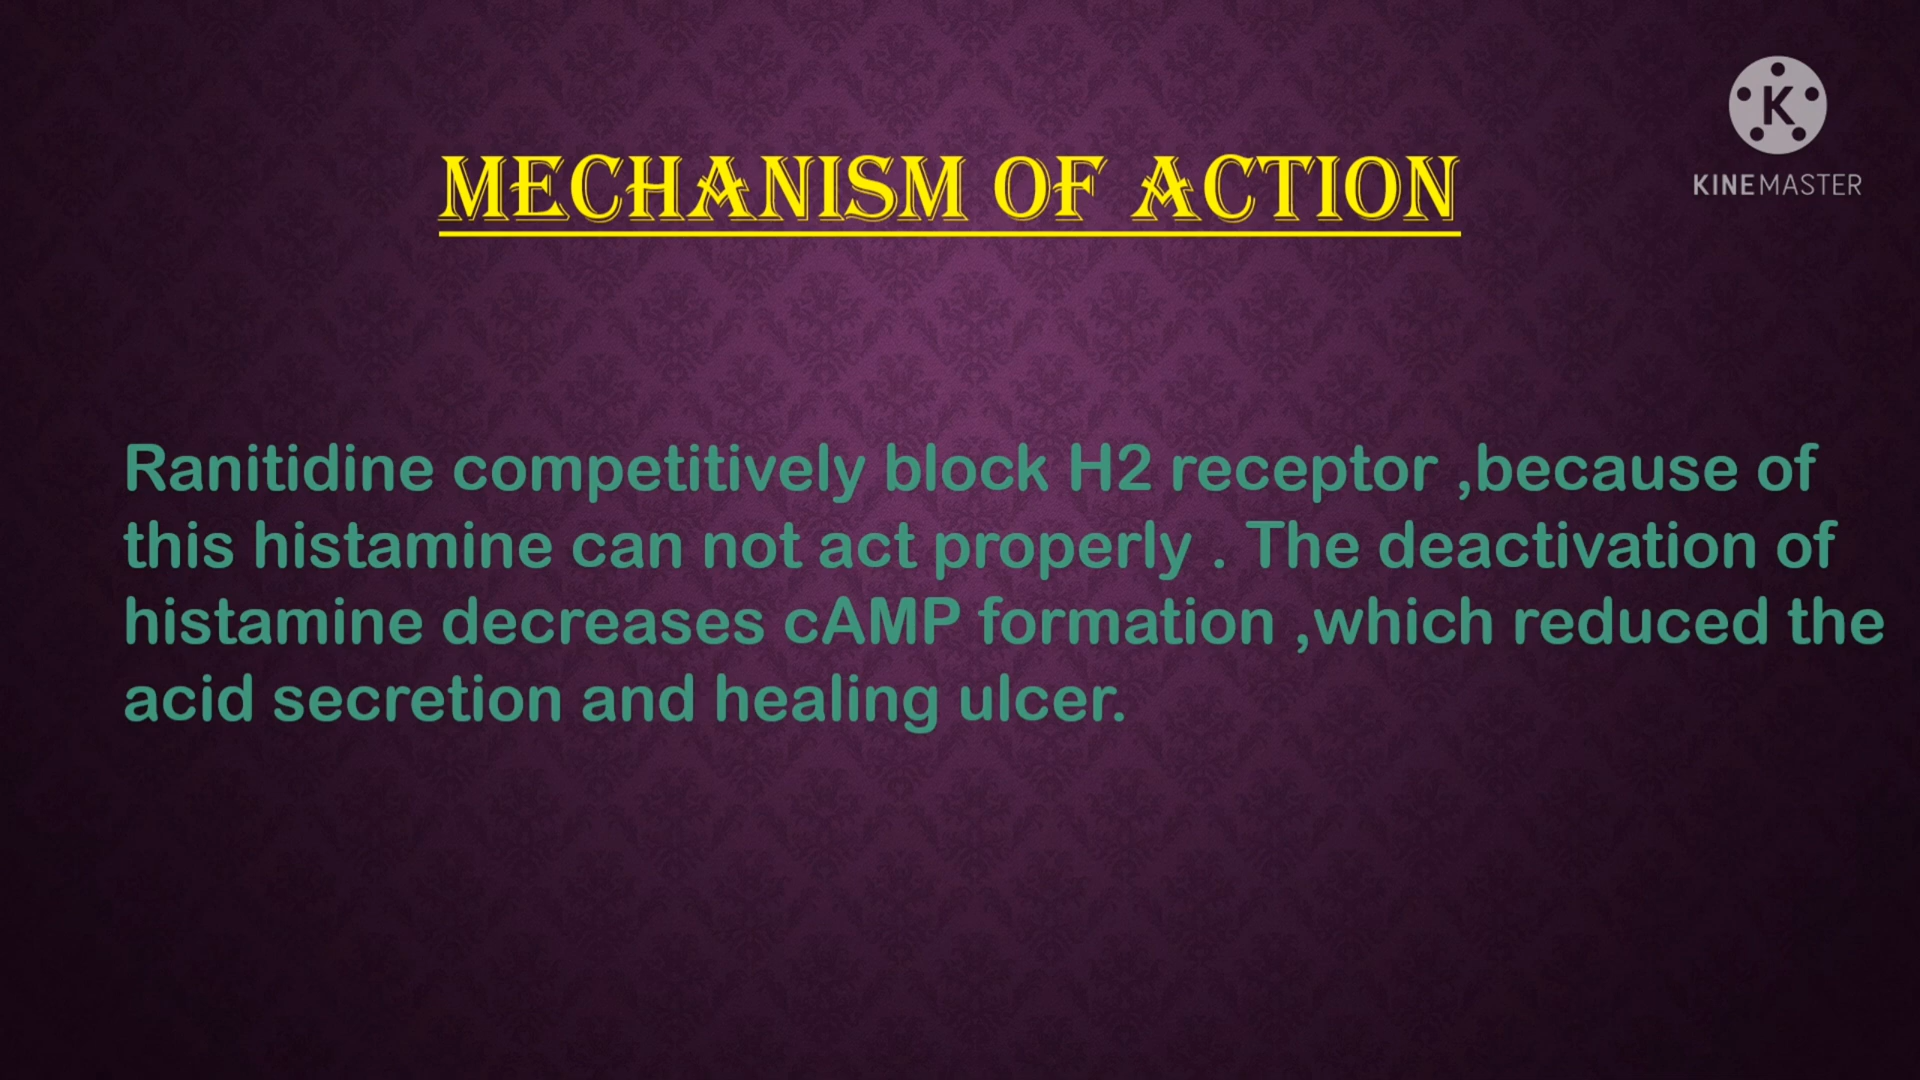 K
KINEMASTER
MECHANISM OF ACTION
Ranitidine competitively block H2 receptor ,because of
this histamine can not act properly . The deactivation of
histamine decreases cAMP formation ,which reduced the
acid secretion and healing ulcer.